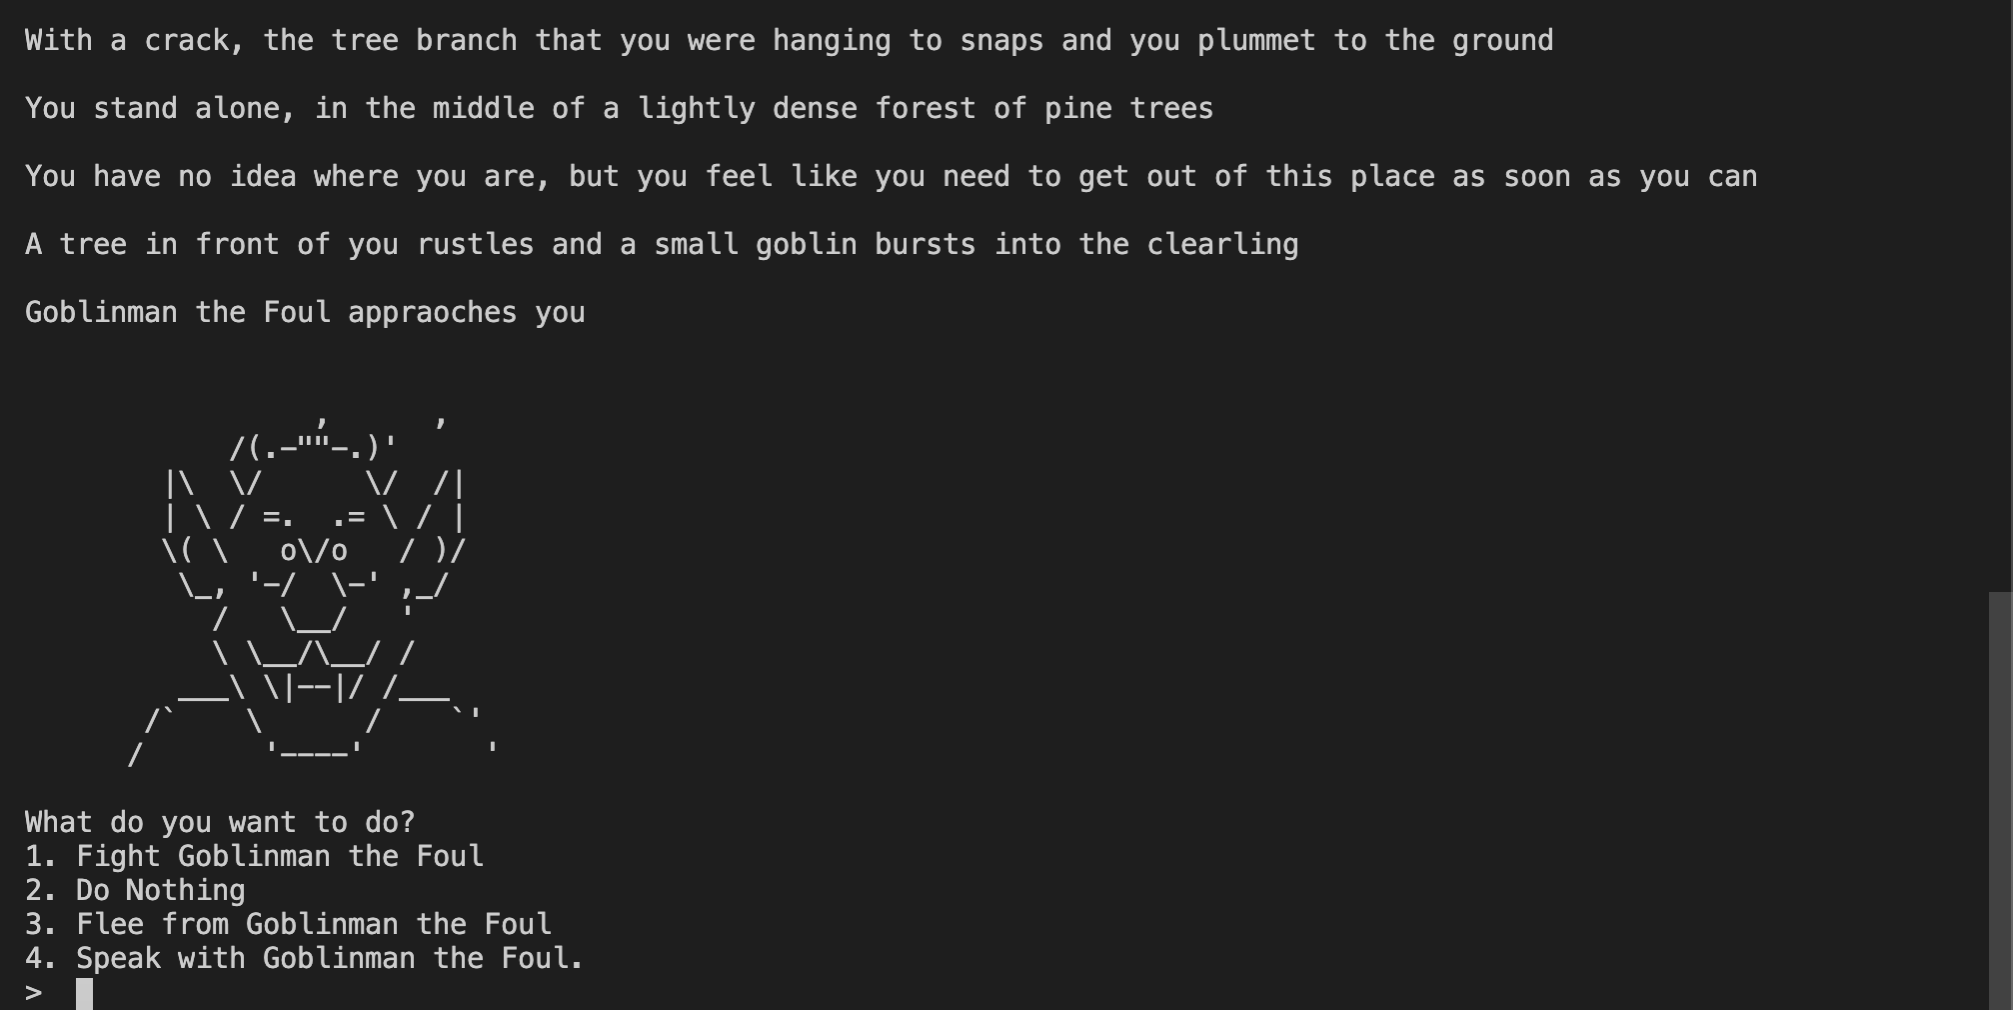 With a crack, the tree branch that you were hanging to snaps and you plummet to the ground
You stand alone, in the middle of a lightly dense forest of pine trees
You have no idea where you are, but you feel like you need to get out of this place as soon as you can
A tree in front of you rustles and a small goblin bursts into the clearling
Goblinman the Foul appraoches you
What do you want to do?
1. Fight Goblinman the Foul
2. Do Nothing
3. Flee from Goblinman the Foul
4. Speak with Goblinman the Foul.
>